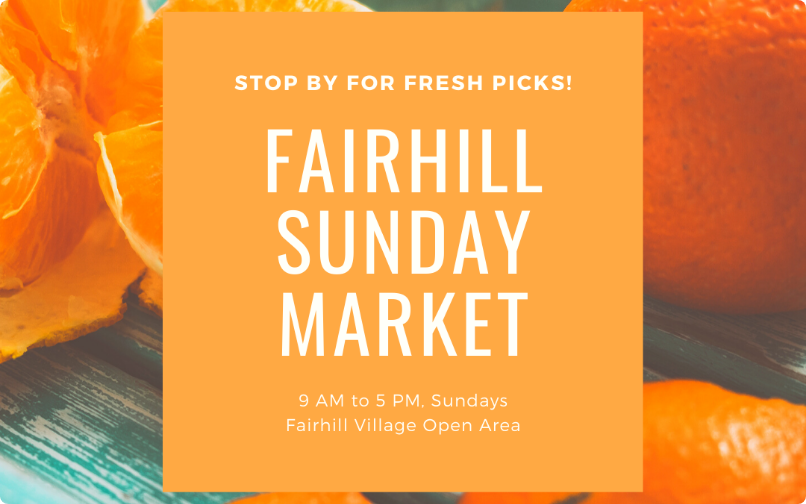 STOP BY FOR FRESH PICKS!
FAIRHILL
SUNDAY
MARKET
9 AM to 5 PM, Sundays
Fairhill Village Open Area